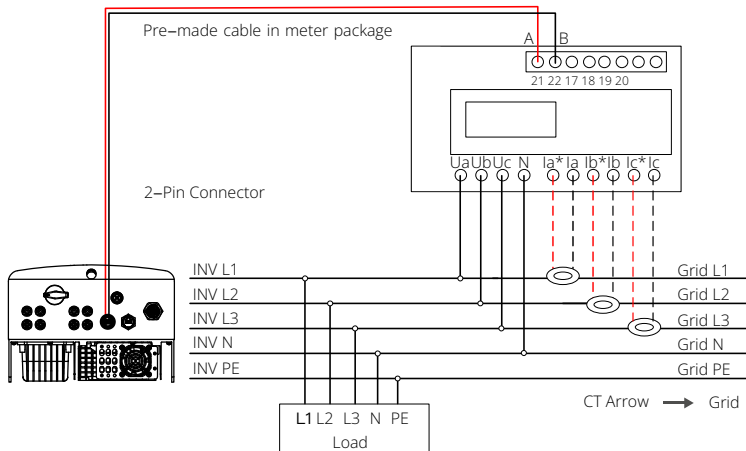 Pre–made cable in meter package
A B
21 22 17 18 19 20
Ua Ub Uc N Ia* Ia Ib* Ib Ic* Ic
2–Pin Connector
INV L1 Grid L1
INV L2 Grid L2
INV L3 Grid L3
INV N Grid N
INV PE Grid PE
CT Arrow Grid
L1 L2 L3 N PE
Load